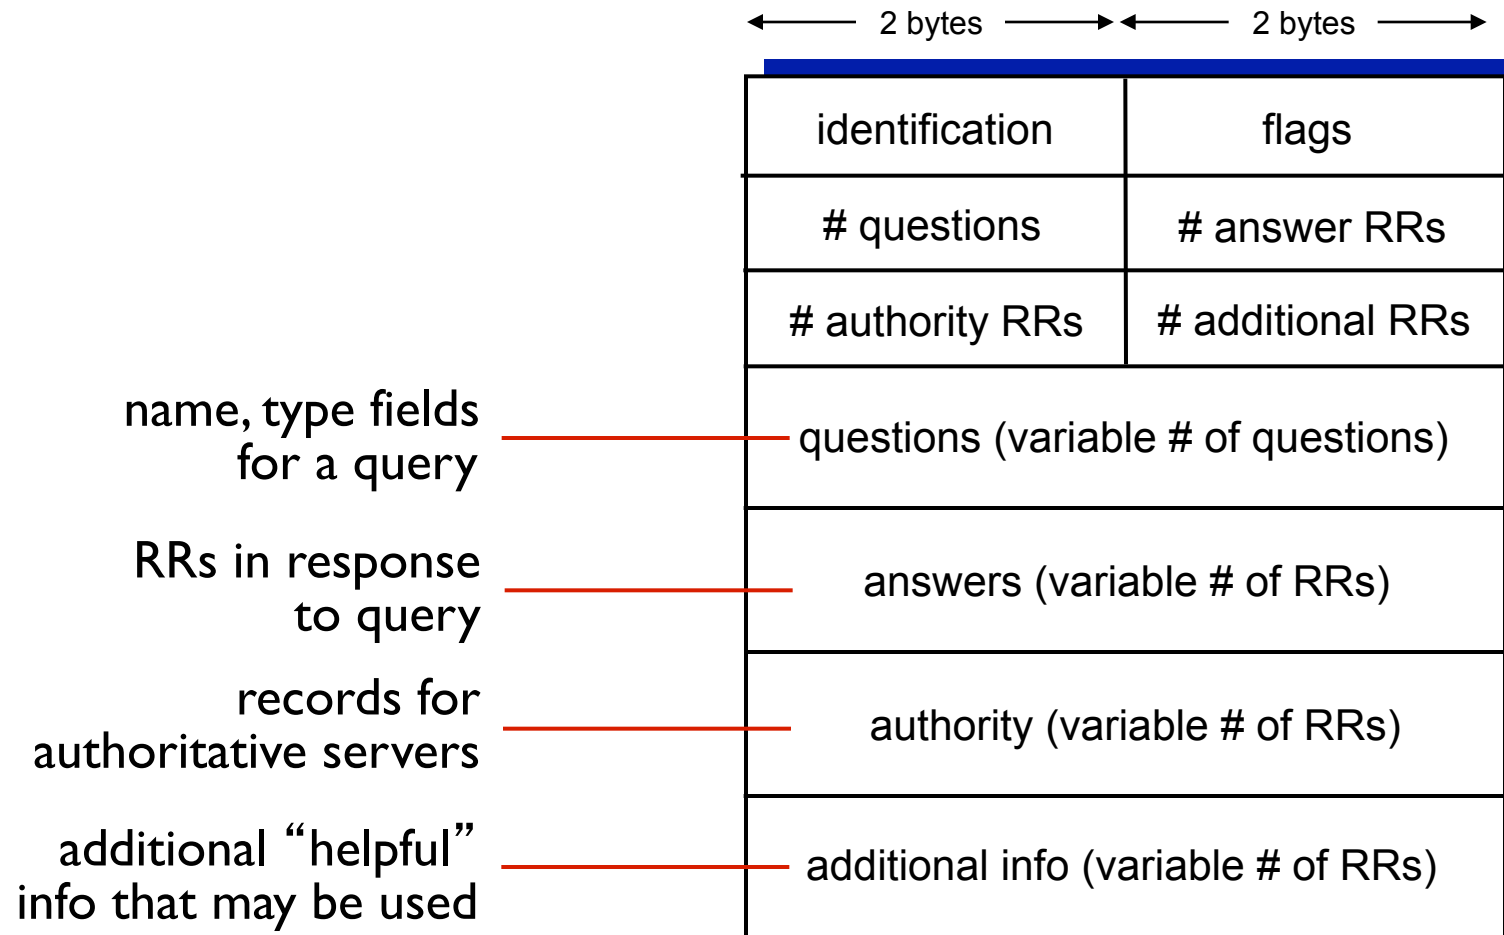 2 bytes 2 bytes
identification flags
# questions # answer RRs
# authority RRs # additional RRs
name, type fields
for a query
questions (variable # of questions)
RRs in response
to query
answers (variable # of RRs)
records for
authoritative servers
authority (variable # of RRs)
additional “helpful”
info that may be used
additional info (variable # of RRs)